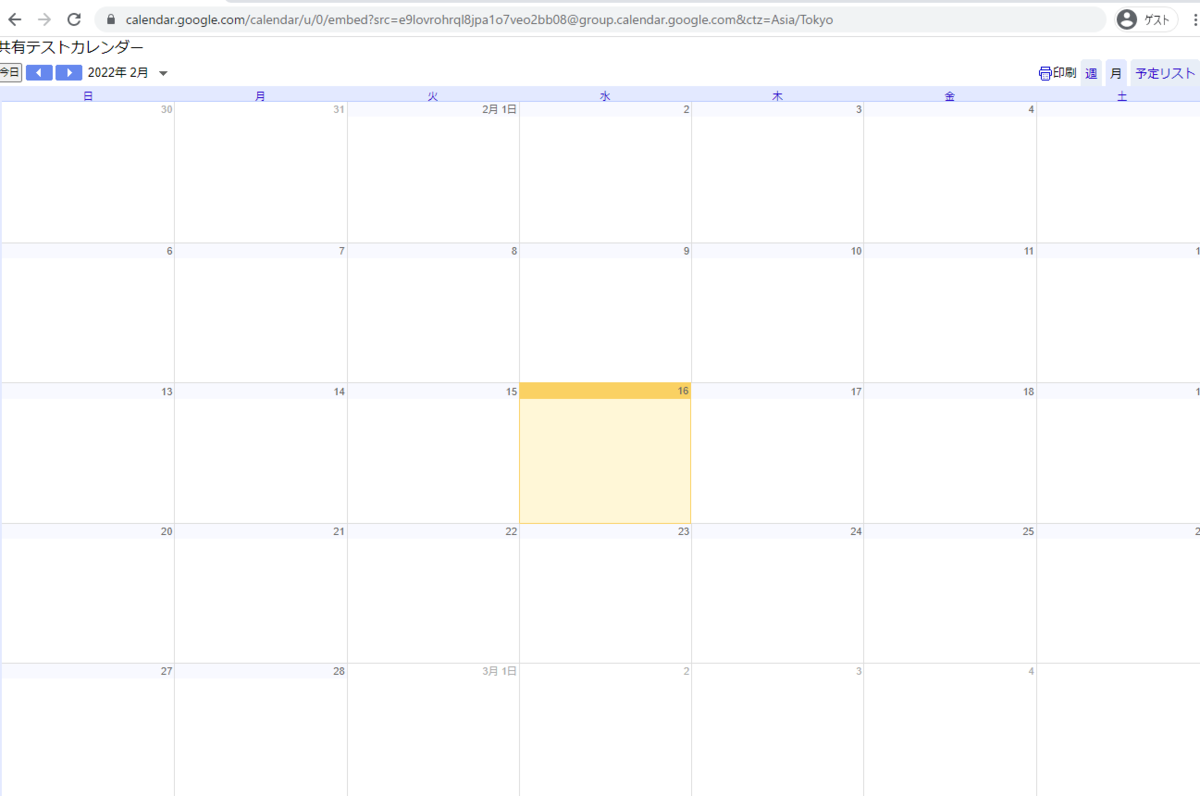 calendar.google.com/calendar/u/0/embed?src=e9lovrohrql8jpa1o7veo2bb08@group.calendar.google.com&ctz=Asia/Tokyo
ゲスト
共有テストカレンダー
今日 2022年 2月 印刷 週 月 予定リスト
日 月 火 水 木 金 土
30 31 2月 1日 2 3 4
6 7 8 9 10 11 1
13 14 15 16 17 18 1
20 21 22 23 24 25 2
27 28 3月 1日 2 3 4